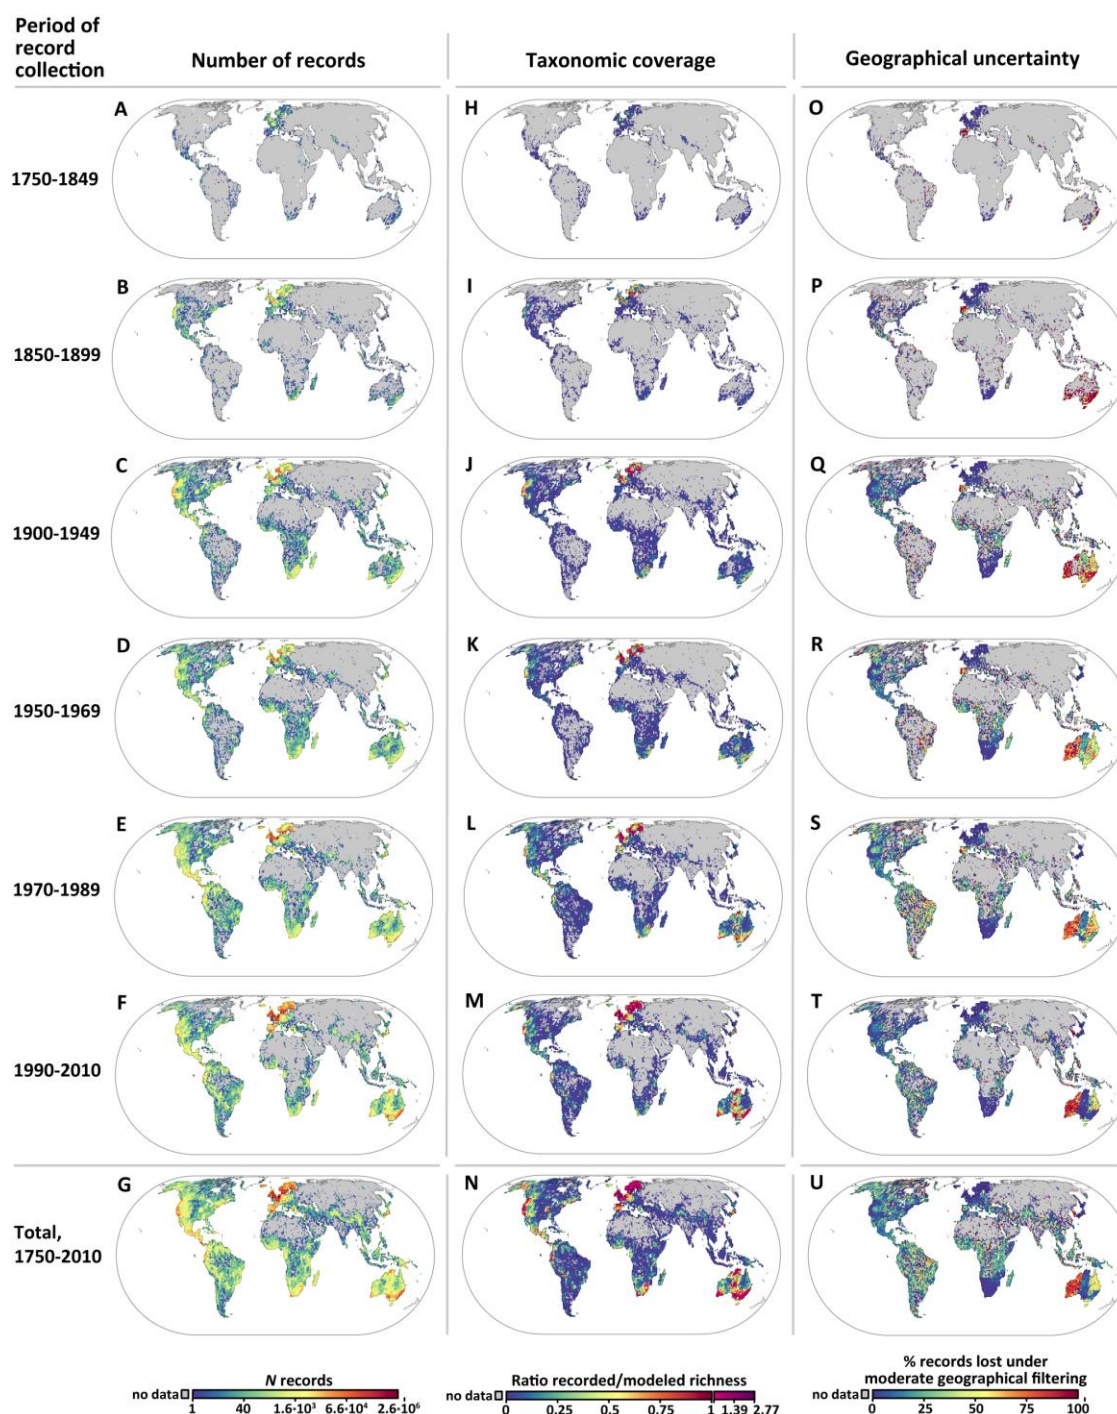 Period of
record
collection
Number of records
Taxonomic coverage
Geographical uncertainty
A
H
O
1750-1849
B
I
P
1850-1899
C
J
Q
1900-1949
D
K
R
1950-1969
E
L
S
1970-1989
F
M
T
1990-2010
G
N
U
Total,
1750-2010
N records
no data
1 40 1.6·10³ 6.6·10⁴ 2.6·10⁶
Ratio recorded/modeled richness
no data
0 0.25 0.5 0.75 1 1.39 2.77
% records lost under
moderate geographical filtering
no data
0 25 50 75 100